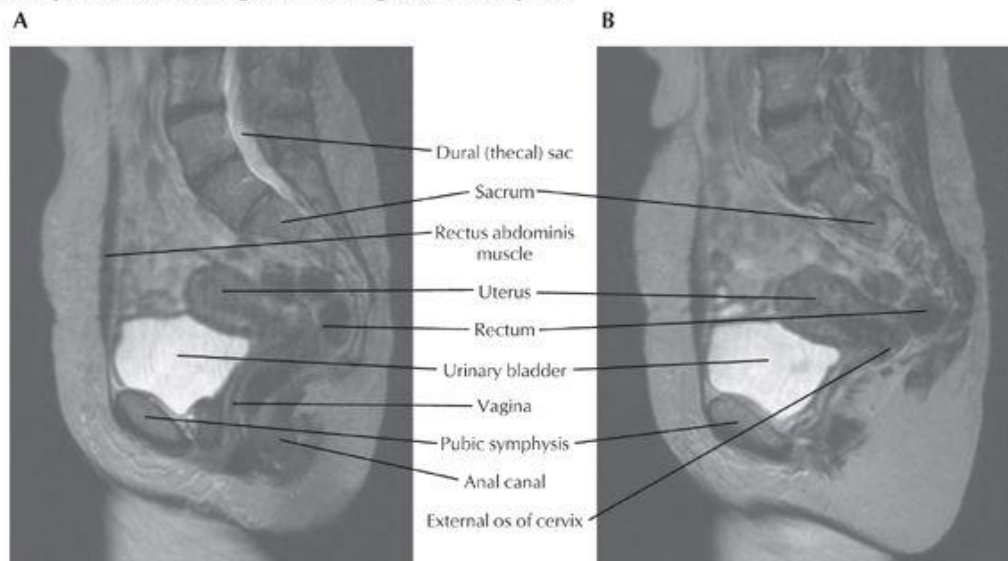 A
B
Dural (thecal) sac
Sacrum
Rectus abdominis
muscle
Uterus
Rectum
Urinary bladder
Vagina
Pubic symphysis
Anal canal
External os of cervix